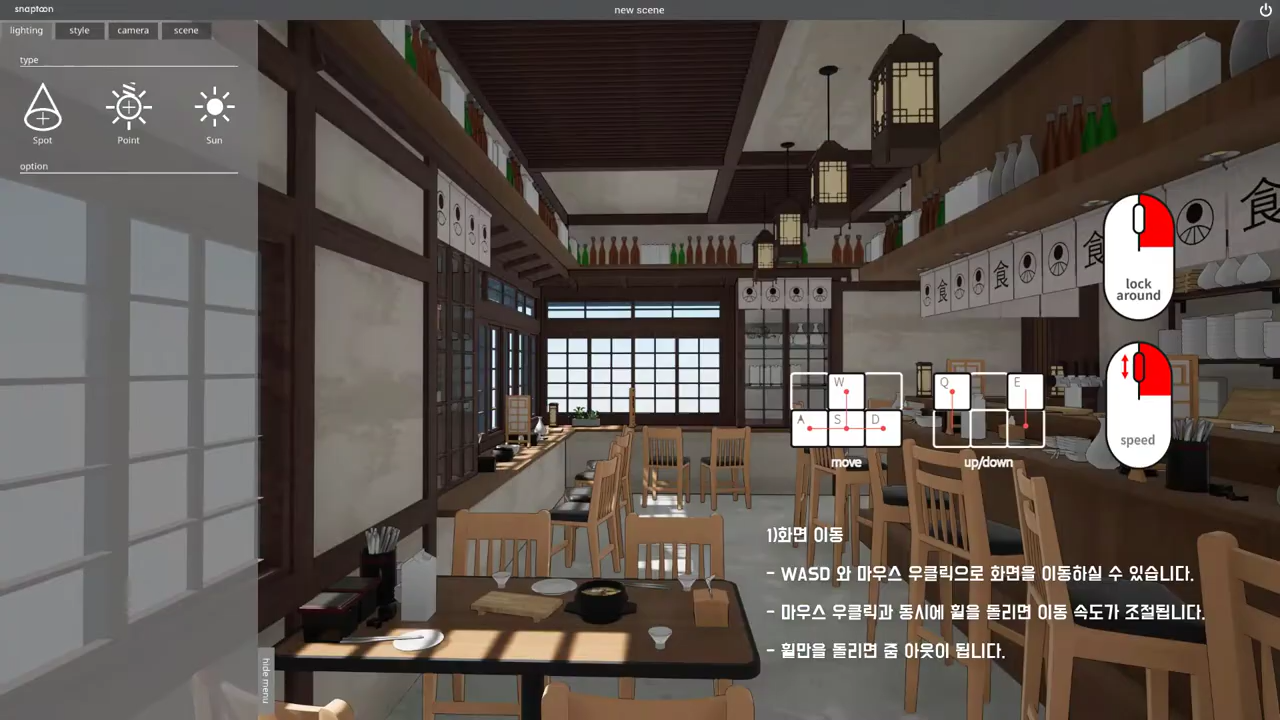 snaptoon
new scene
lighting
style
camera
scene
type
Spot
Point
Sun
option
hide menu
食
食
食
食
lock
around
speed
W
A
S
D
move
Q
E
up/down
1)화면 이동
- WASD 와 마우스 우클릭으로 화면을 이동하실 수 있습니다.
- 마우스 우클릭과 동시에 휠을 돌리면 이동 속도가 조절됩니다.
- 휠만을 돌리면 줌 아웃이 됩니다.